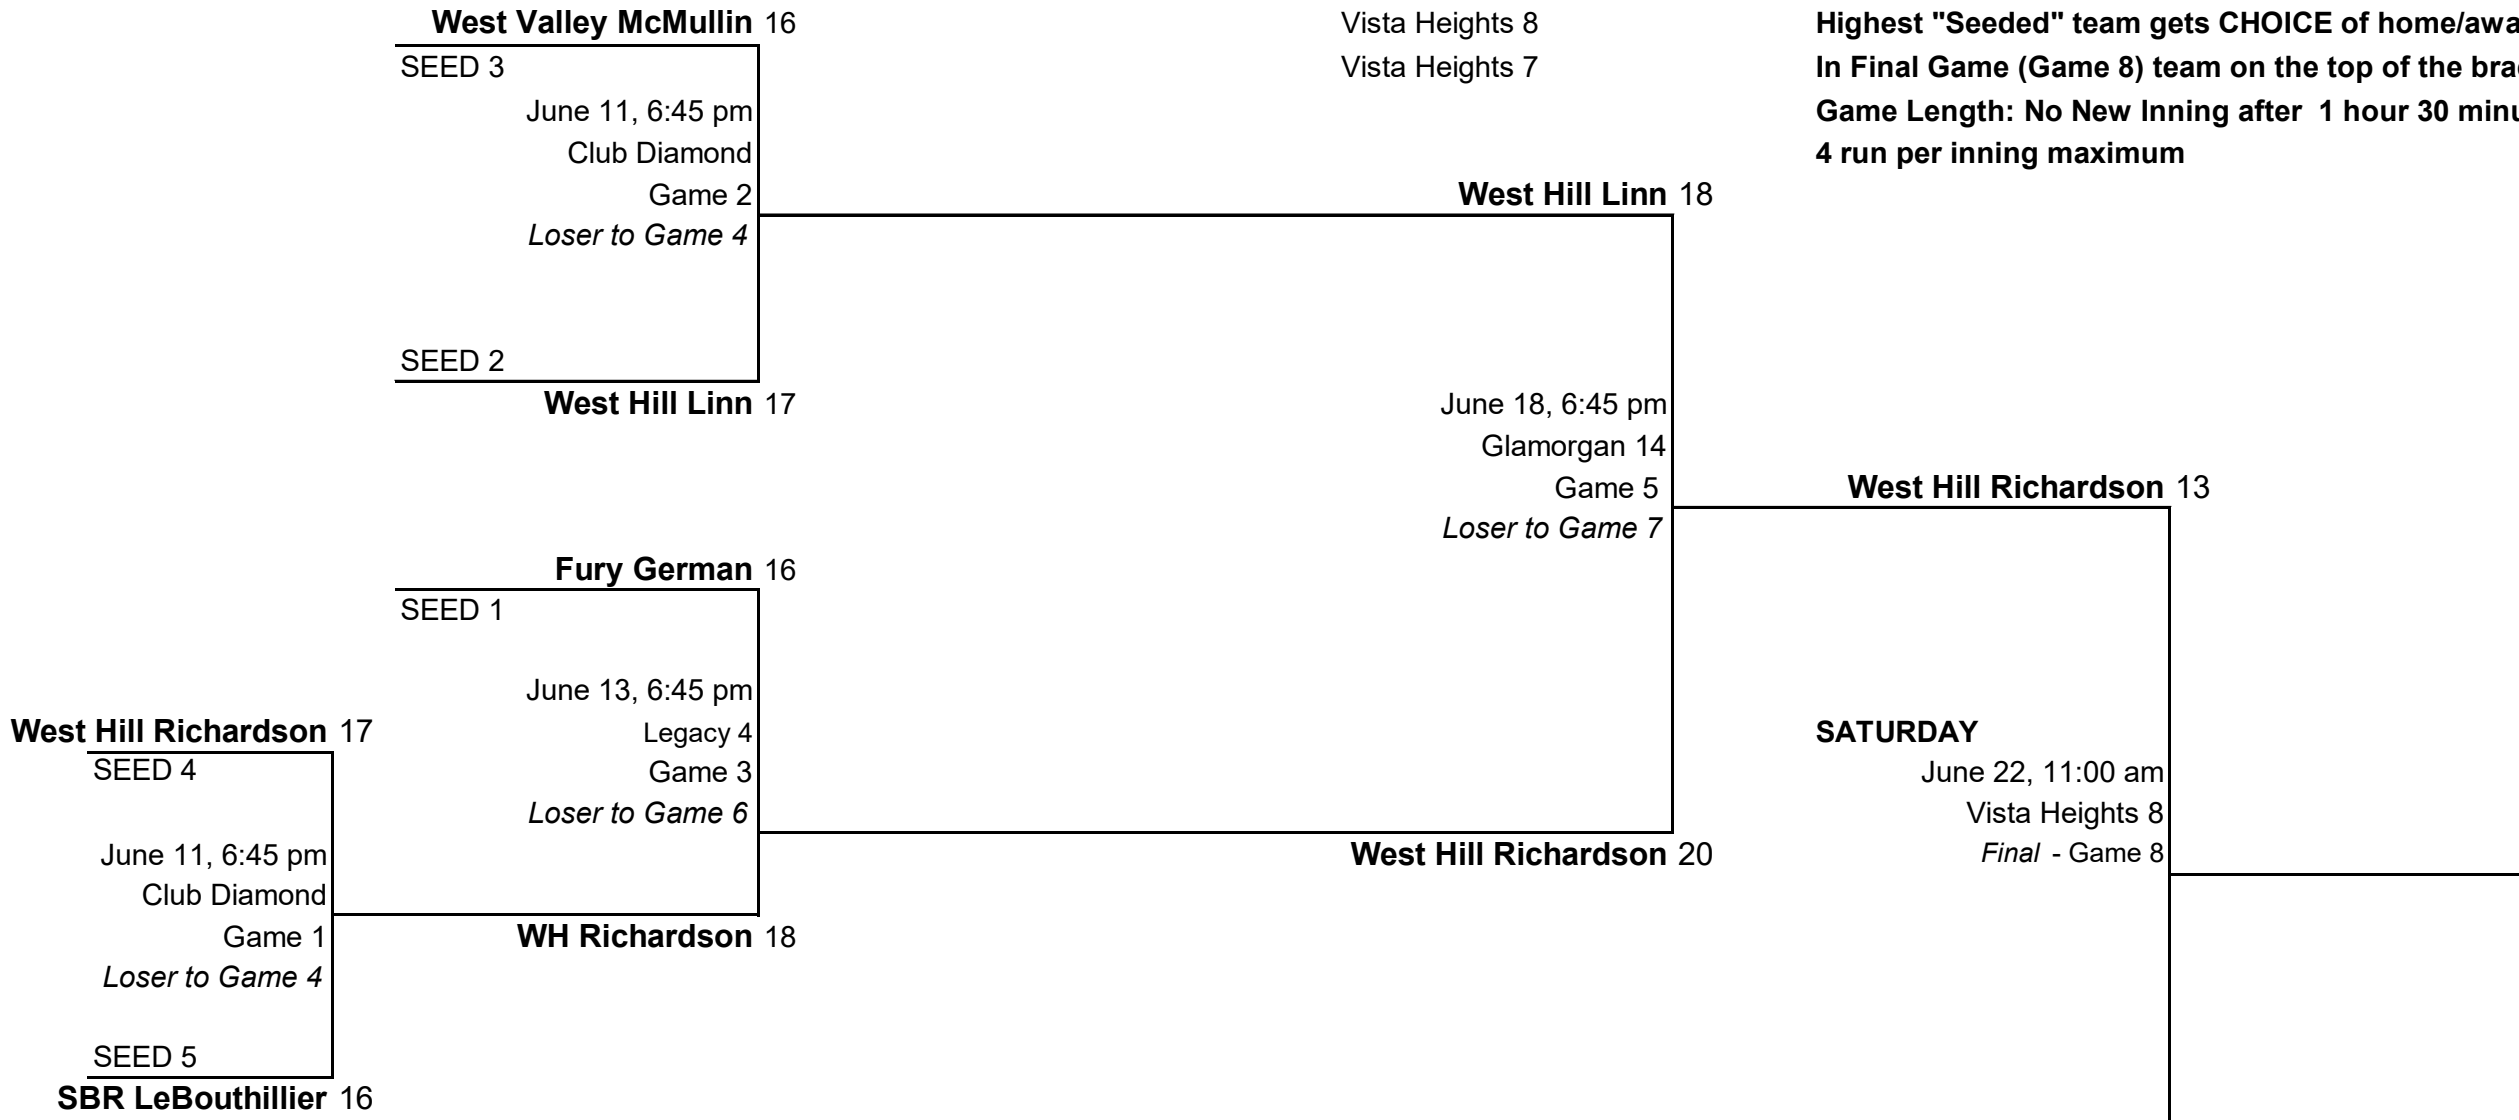 West Valley McMullin 16
SEED 3
June 11, 6:45 pm
Club Diamond
Game 2
Loser to Game 4
SEED 2
West Hill Linn 17
Vista Heights 8
Vista Heights 7
Highest "Seeded" team gets CHOICE of home/awa
In Final Game (Game 8) team on the top of the bra
Game Length: No New Inning after 1 hour 30 minu
4 run per inning maximum
West Hill Linn 18
June 18, 6:45 pm
Glamorgan 14
Game 5
Loser to Game 7
West Hill Richardson 13
Fury German 16
SEED 1
June 13, 6:45 pm
Legacy 4
Game 3
Loser to Game 6
West Hill Richardson 17
SEED 4
June 11, 6:45 pm
Club Diamond
Game 1
Loser to Game 4
SEED 5
SBR LeBouthillier 16
WH Richardson 18
West Hill Richardson 20
SATURDAY
June 22, 11:00 am
Vista Heights 8
Final - Game 8